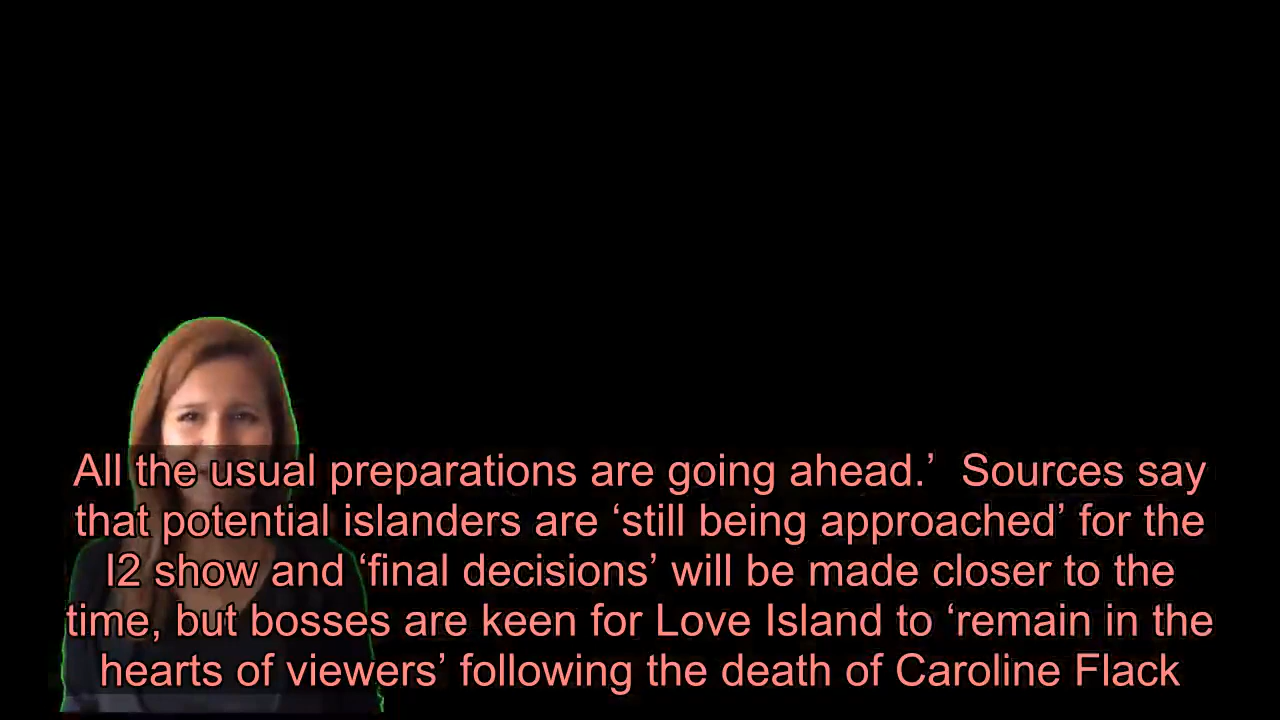 All the usual preparations are going ahead.’  Sources say
that potential islanders are ‘still being approached’ for the
I2 show and ‘final decisions’ will be made closer to the
time, but bosses are keen for Love Island to ‘remain in the
hearts of viewers’ following the death of Caroline Flack